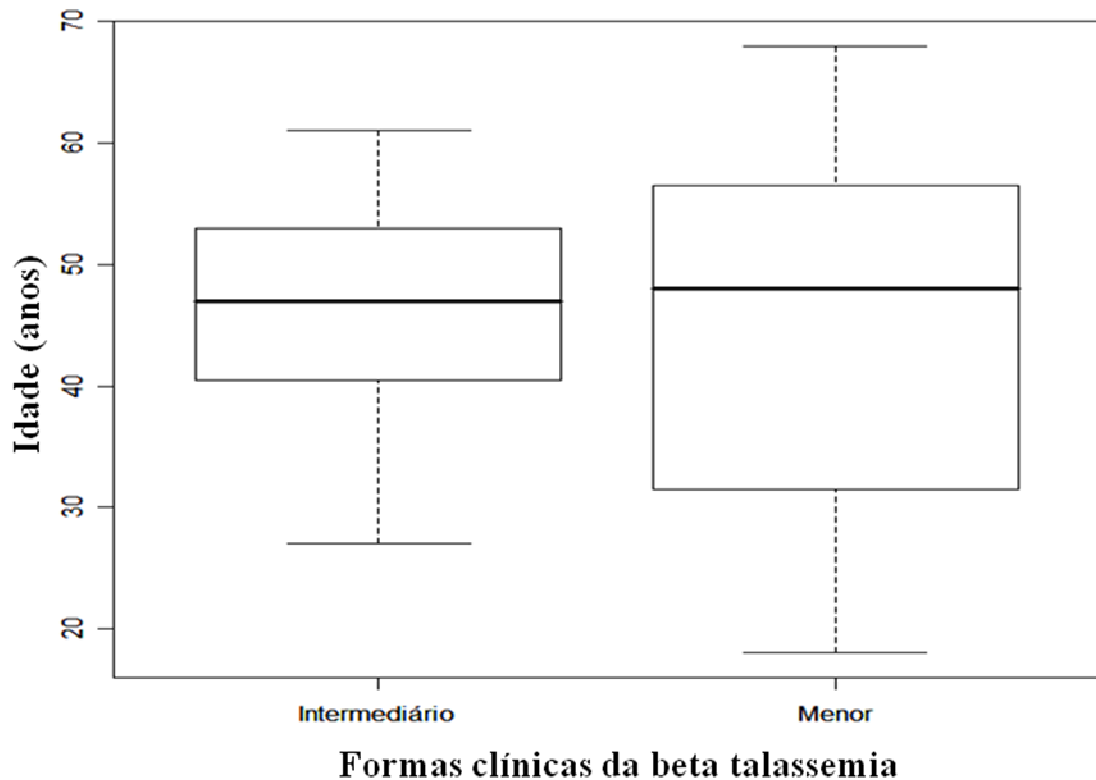 Idade (anos)
70
60
50
40
30
20
Intermediário
Menor
Formas clínicas da beta talassemia